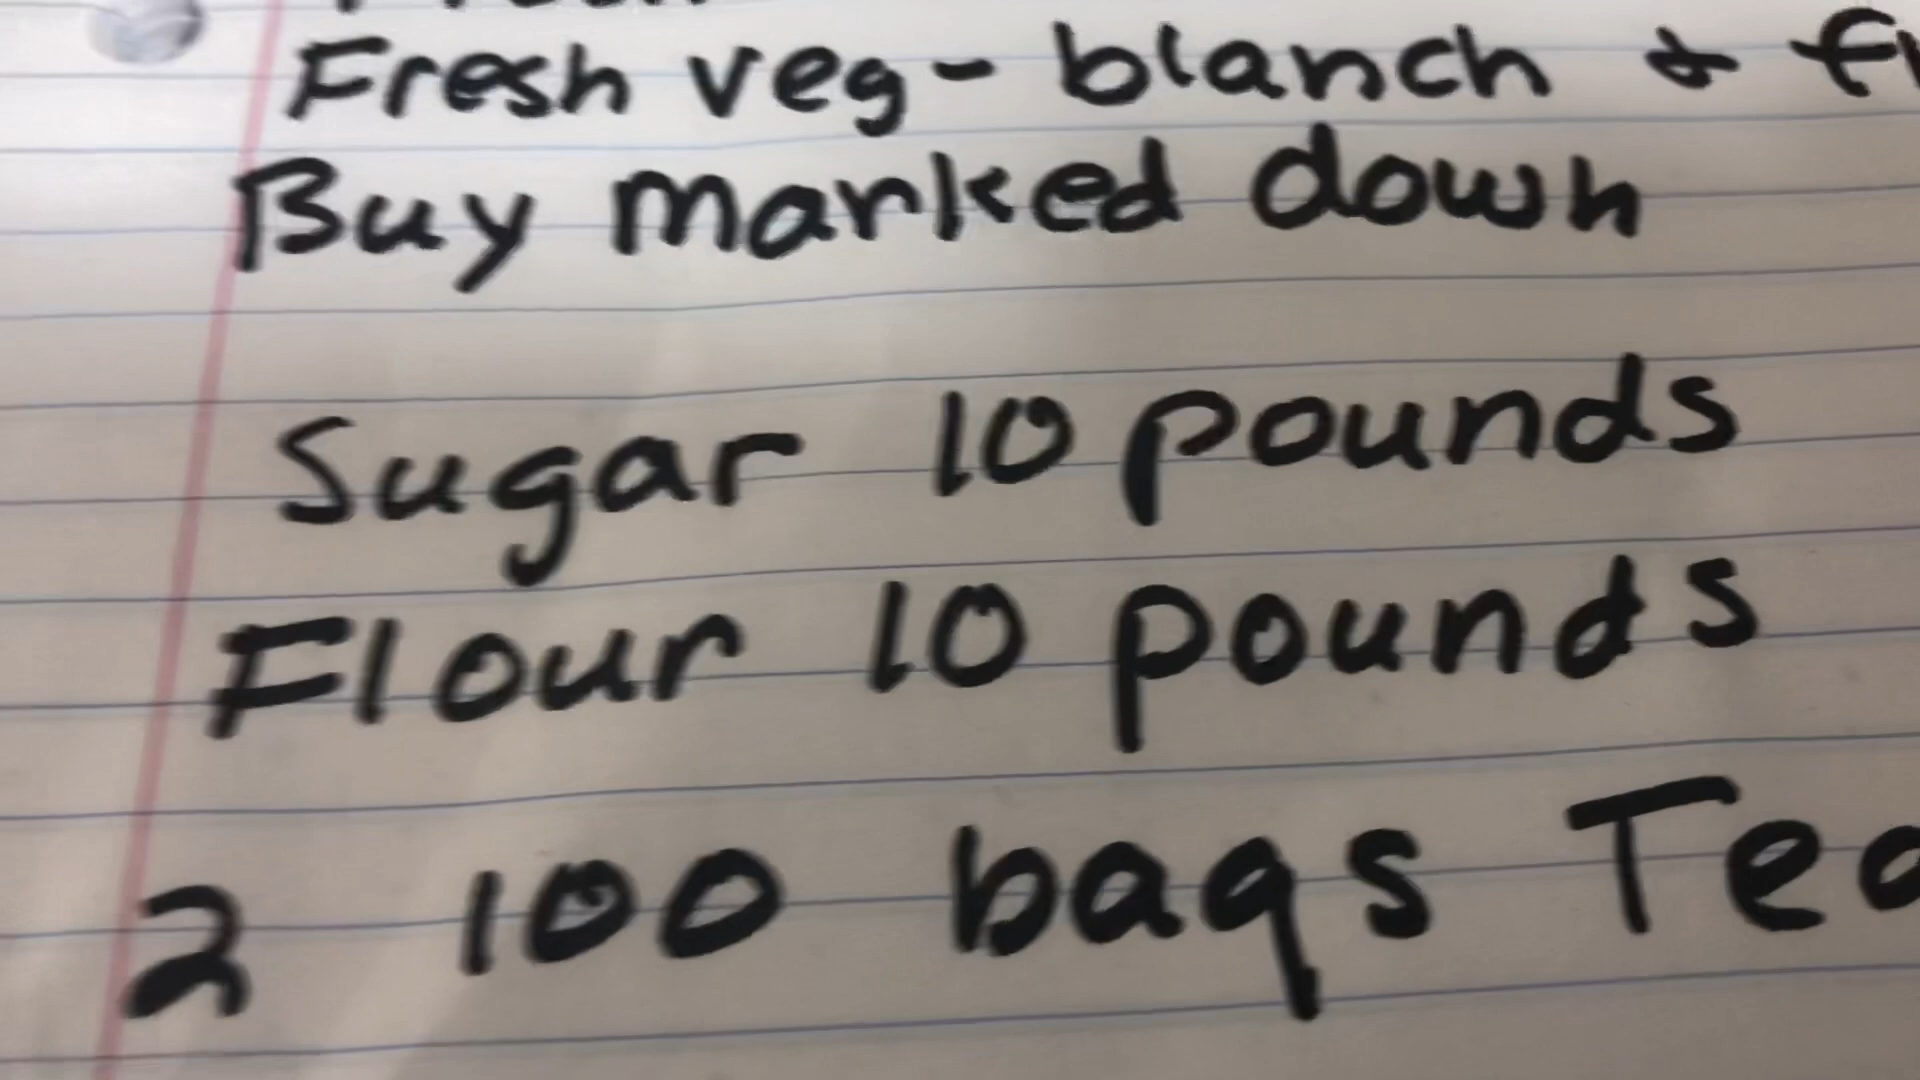 Fresh veg - blanch &
Buy marked down
Sugar 10 pounds
Flour 10 pounds
2 100 bags Tea